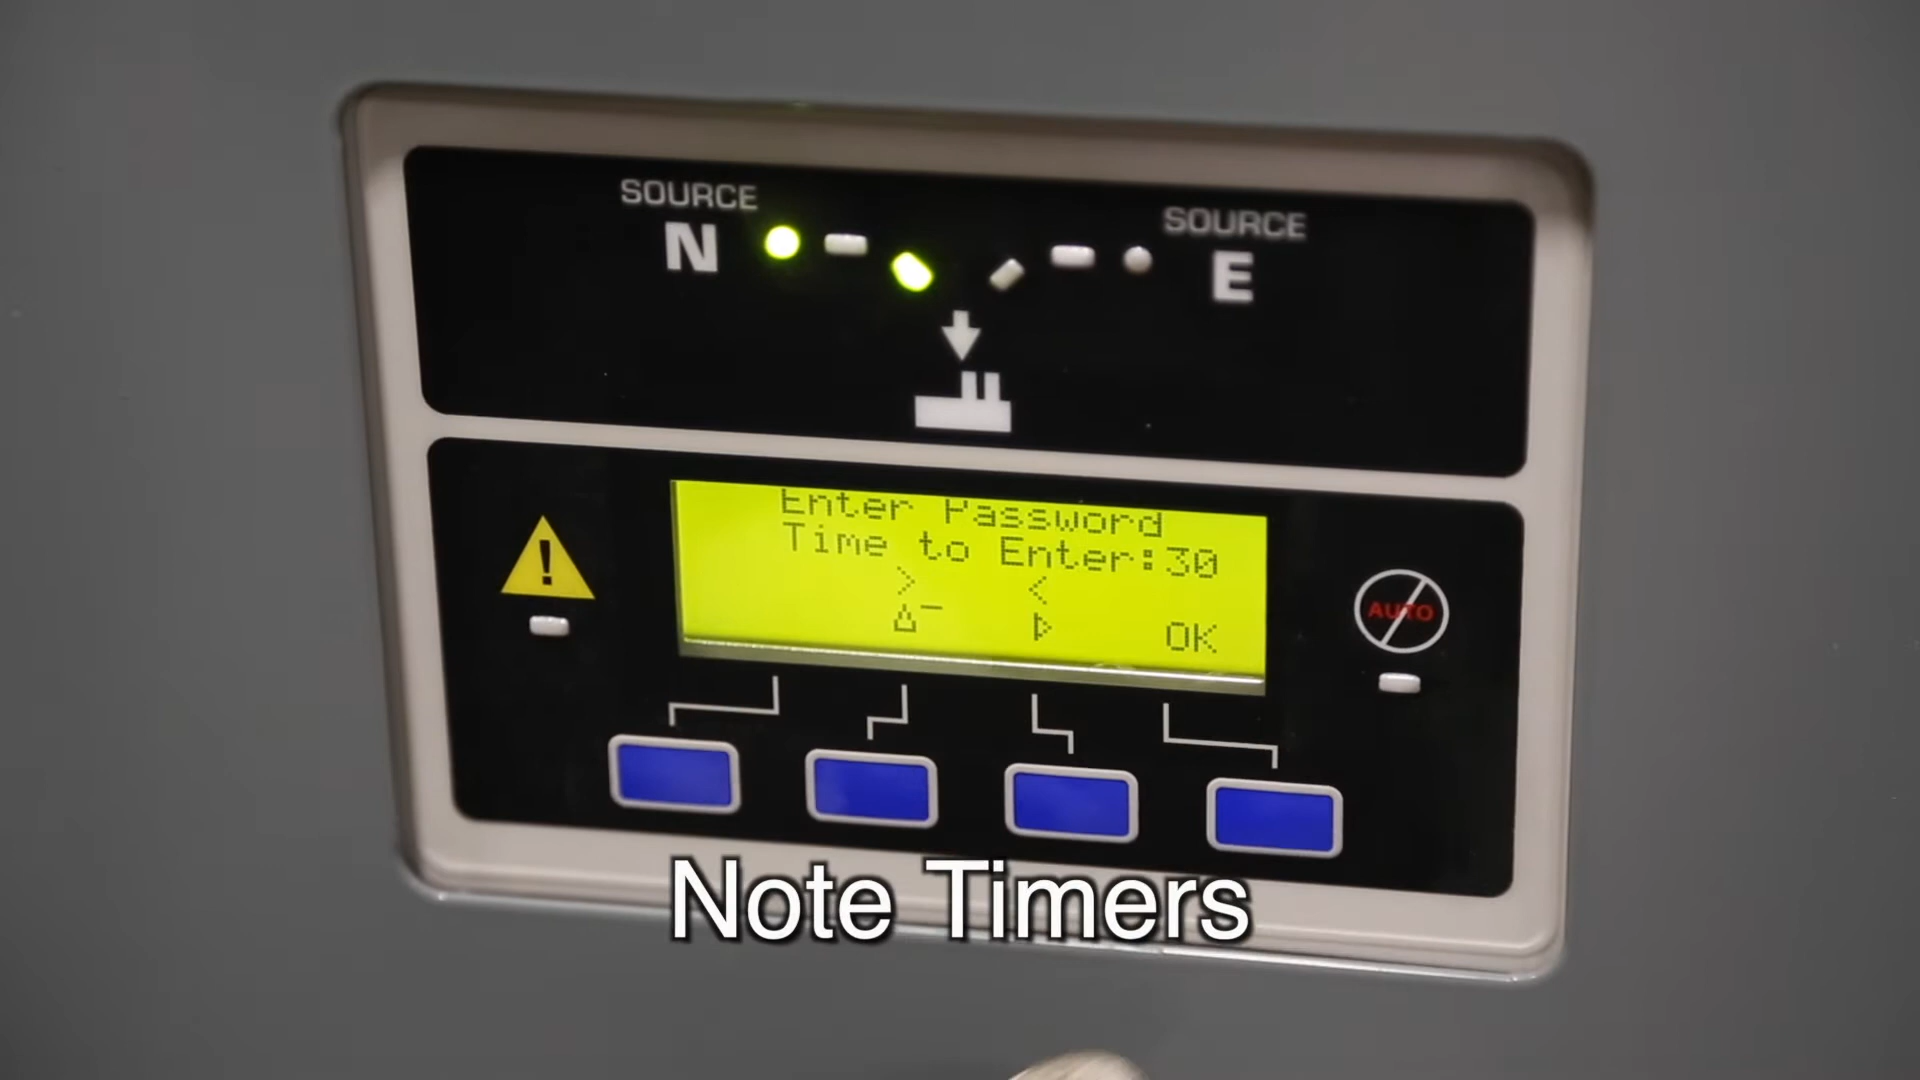 SOURCE
N
SOURCE
E
Enter Password
Time to Enter:30
> <
OK
!
AUTO
Note Timers